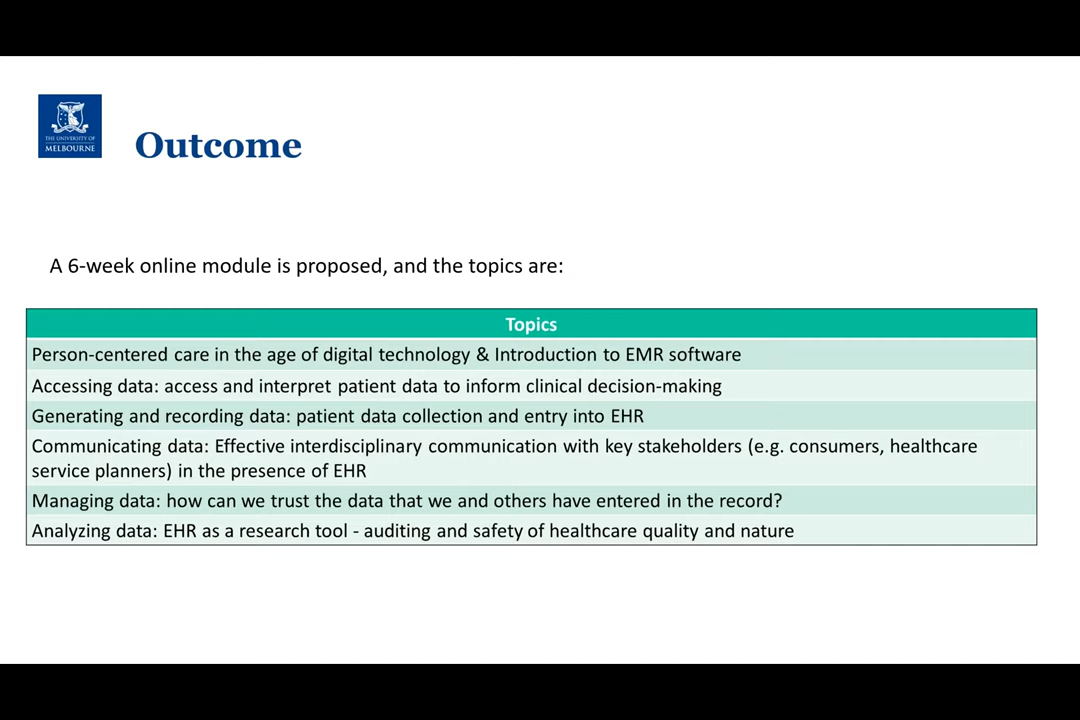 THE UNIVERSITY OF
MELBOURNE
Outcome
A 6-week online module is proposed, and the topics are:
Topics
Person-centered care in the age of digital technology & Introduction to EMR software
Accessing data: access and interpret patient data to inform clinical decision-making
Generating and recording data: patient data collection and entry into EHR
Communicating data: Effective interdisciplinary communication with key stakeholders (e.g. consumers, healthcare
service planners) in the presence of EHR
Managing data: how can we trust the data that we and others have entered in the record?
Analyzing data: EHR as a research tool - auditing and safety of healthcare quality and nature